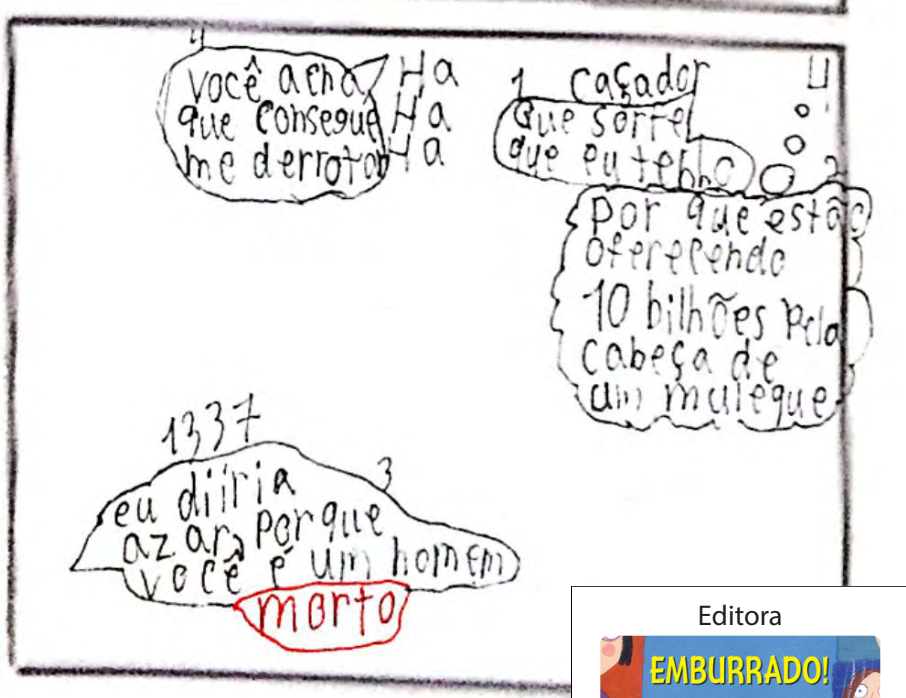 4
você acha
que consegue
me derrotar
Ha
Ha
Ha
1 caçador
que sorte
que eu tenho
4
2
por que estão
oferecendo
10 bilhões pela
cabeça de
um muleque
1337
3
eu diiria
azar, porque
você é um homem
morto
Editora
EMBURRADO!